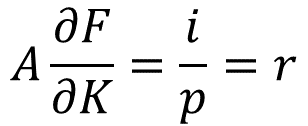 A ∂F/∂K = i/p = r